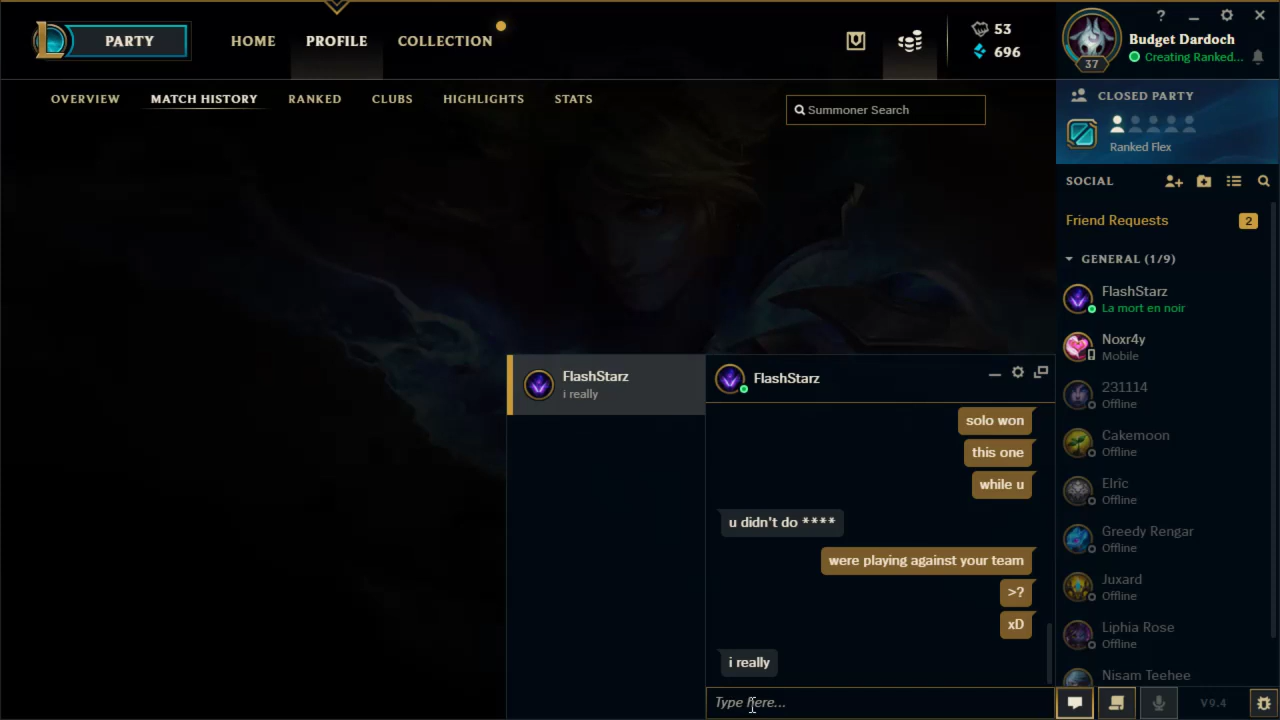 PARTY
HOME
PROFILE
COLLECTION
53
696
?
37
Budget Dardoch
Creating Ranked...
OVERVIEW
MATCH HISTORY
RANKED
CLUBS
HIGHLIGHTS
STATS
Summoner Search
CLOSED PARTY
Ranked Flex
SOCIAL
Friend Requests
2
GENERAL (1/9)
FlashStarz
La mort en noir
Noxr4y
Mobile
231114
Offline
Cakemoon
Offline
Elric
Offline
Greedy Rengar
Offline
Juxard
Offline
Liphia Rose
Offline
Nisam Teehee
FlashStarz
i really
FlashStarz
solo won
this one
while u
u didn't do ****
were playing against your team
>?
xD
i really
Type here...
V9.4